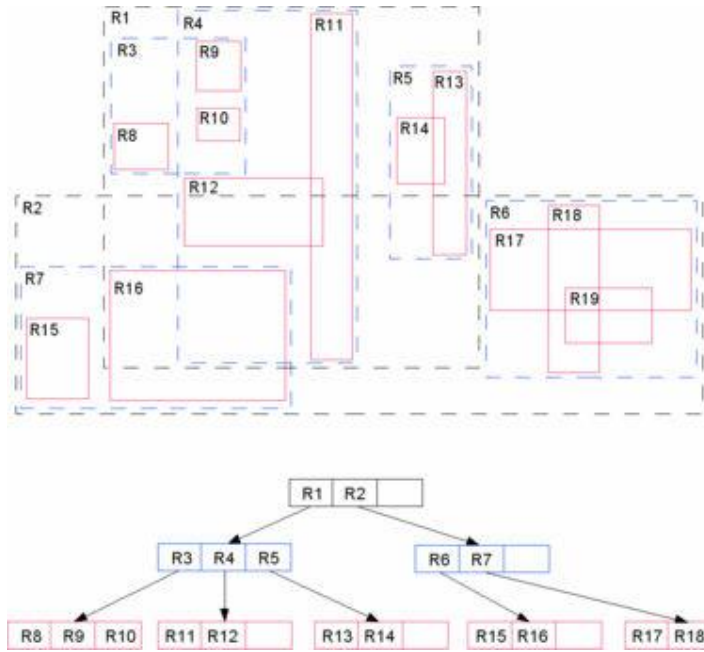 R1 R4 R11
R3 R9 R5 R13
R10 R14
R8
R12
R2 R6 R18
R17
R7 R16 R19
R15
R1 R2
R3 R4 R5 R6 R7
R8 R9 R10 R11 R12 R13 R14 R15 R16 R17 R18